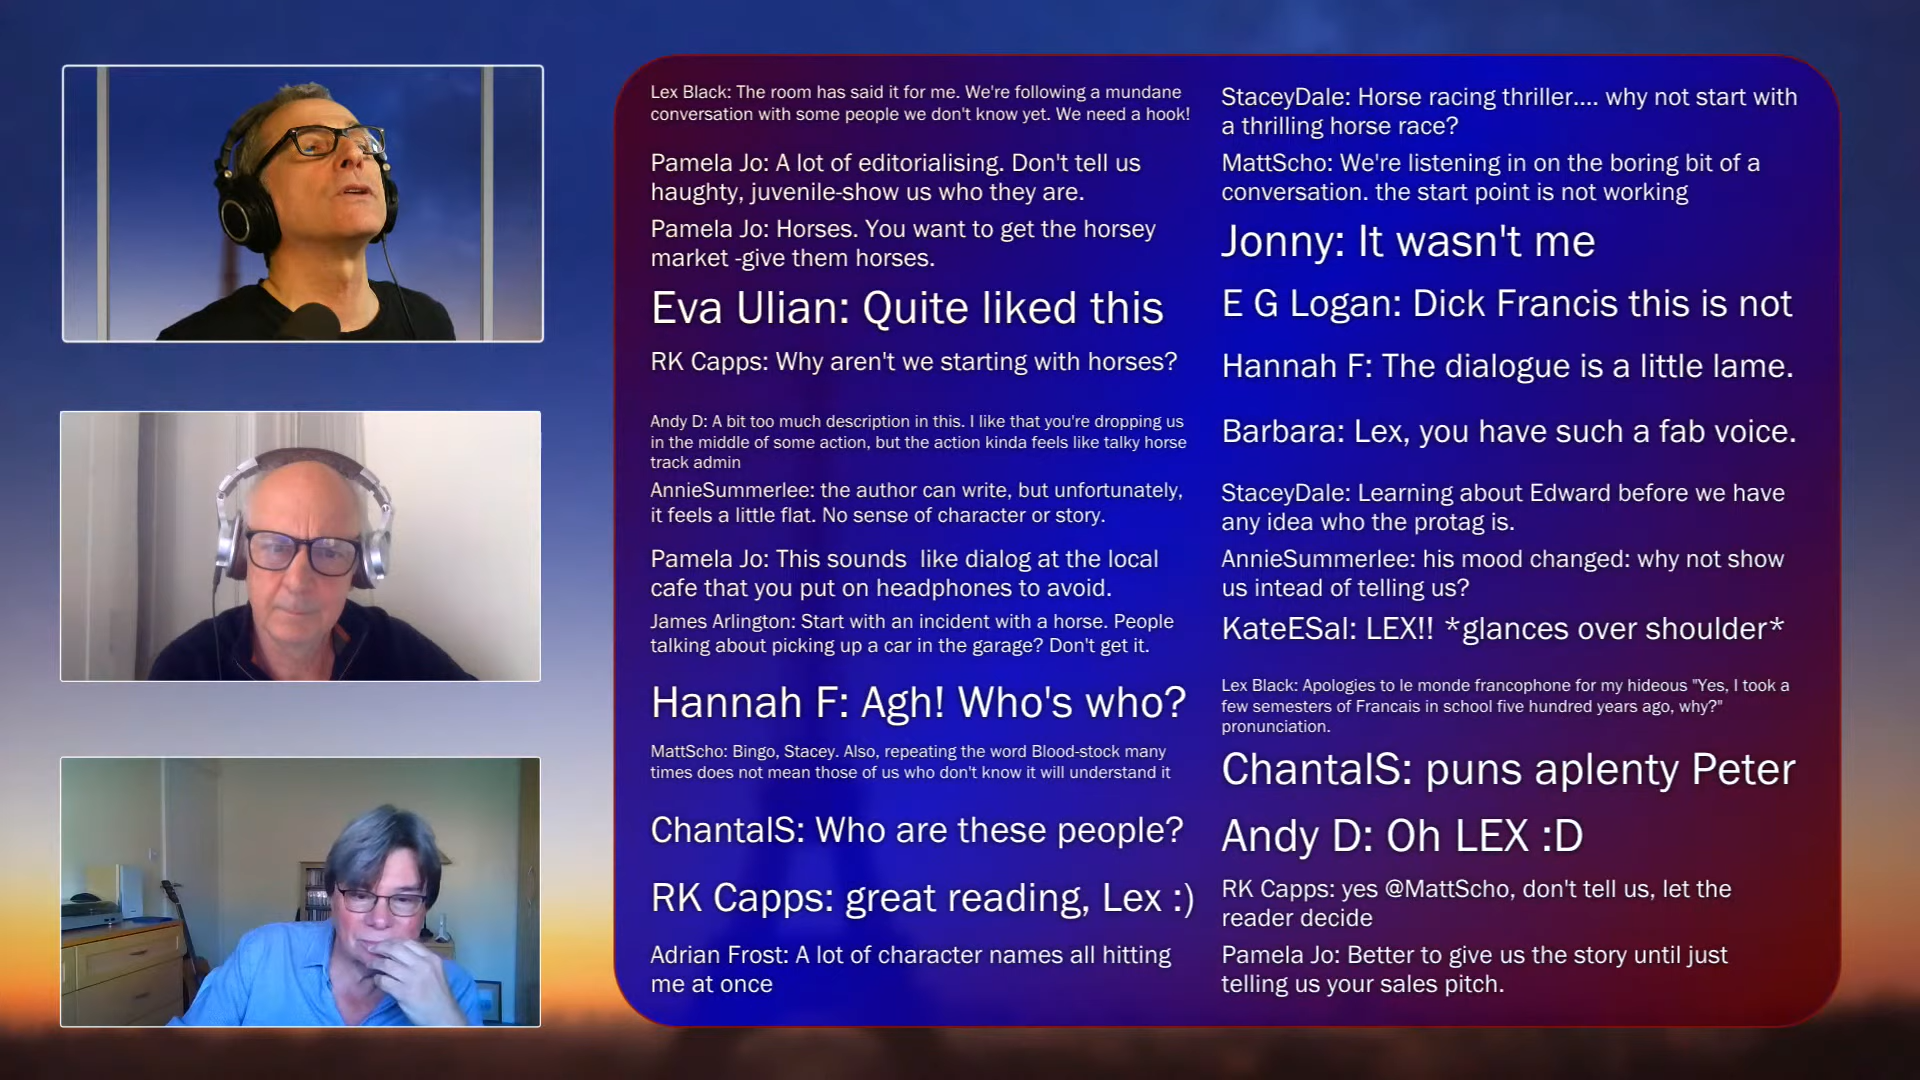 Lex Black: The room has said it for me. We're following a mundane
conversation with some people we don't know yet. We need a hook!
Pamela Jo: A lot of editorialising. Don't tell us
haughty, juvenile-show us who they are.
Pamela Jo: Horses. You want to get the horsey
market -give them horses.
Eva Ulian: Quite liked this
RK Capps: Why aren't we starting with horses?
Andy D: A bit too much description in this. I like that you're dropping us
in the middle of some action, but the action kinda feels like talky horse
track admin
AnnieSummerlee: the author can write, but unfortunately,
it feels a little flat. No sense of character or story.
Pamela Jo: This sounds  like dialog at the local
cafe that you put on headphones to avoid.
James Arlington: Start with an incident with a horse. People
talking about picking up a car in the garage? Don't get it.
Hannah F: Agh! Who's who?
MattScho: Bingo, Stacey. Also, repeating the word Blood-stock many
times does not mean those of us who don't know it will understand it
ChantalS: Who are these people?
RK Capps: great reading, Lex :)
Adrian Frost: A lot of character names all hitting
me at once
StaceyDale: Horse racing thriller.... why not start with
a thrilling horse race?
MattScho: We're listening in on the boring bit of a
conversation. the start point is not working
Jonny: It wasn't me
E G Logan: Dick Francis this is not
Hannah F: The dialogue is a little lame.
Barbara: Lex, you have such a fab voice.
StaceyDale: Learning about Edward before we have
any idea who the protag is.
AnnieSummerlee: his mood changed: why not show
us intead of telling us?
KateESal: LEX!! *glances over shoulder*
Lex Black: Apologies to le monde francophone for my hideous "Yes, I took a
few semesters of Francais in school five hundred years ago, why?"
pronunciation.
ChantalS: puns aplenty Peter
Andy D: Oh LEX :D
RK Capps: yes @MattScho, don't tell us, let the
reader decide
Pamela Jo: Better to give us the story until just
telling us your sales pitch.